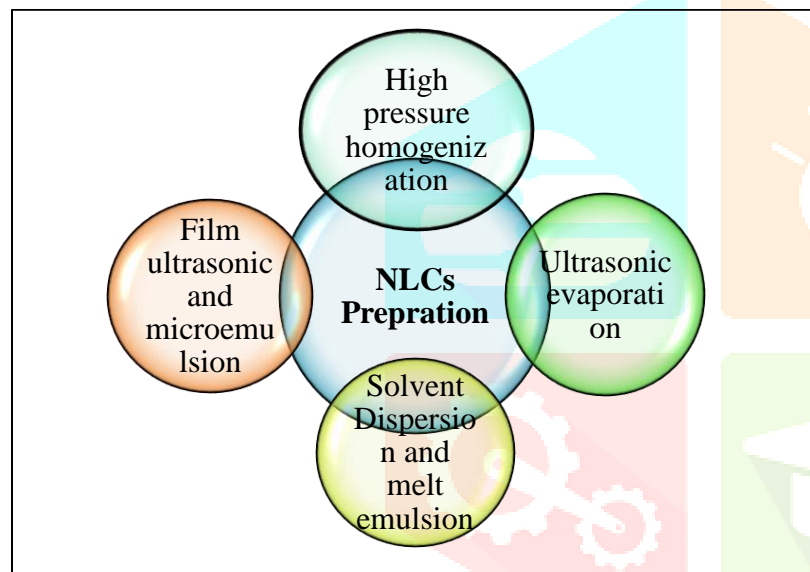 High
pressure
homogeniz
ation
Film
ultrasonic
and
microemu
lsion
NLCs
Prepration
Ultrasonic
evaporati
on
Solvent
Dispersio
n and
melt
emulsion